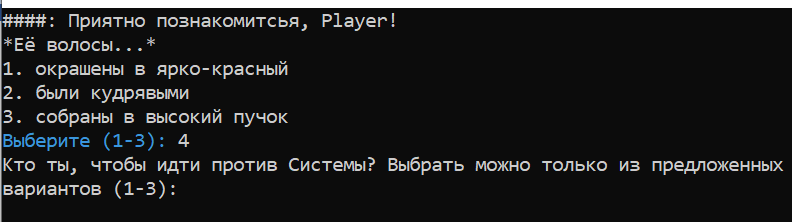 ####: Приятно познакомиться, Player!
*Её волосы...*
1. окрашены в ярко-красный
2. были кудрявыми
3. собраны в высокий пучок
Выберите (1-3): 4
Кто ты, чтобы идти против Системы? Выбрать можно только из предложенных
вариантов (1-3):